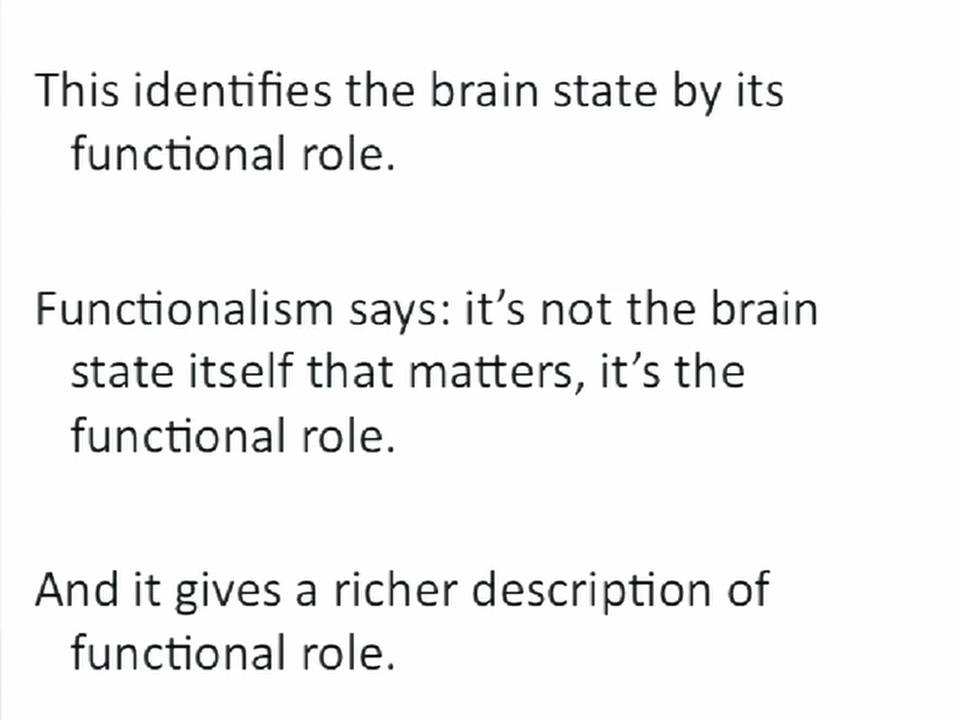 This identifies the brain state by its
functional role.
Functionalism says: it’s not the brain
state itself that matters, it’s the
functional role.
And it gives a richer description of
functional role.